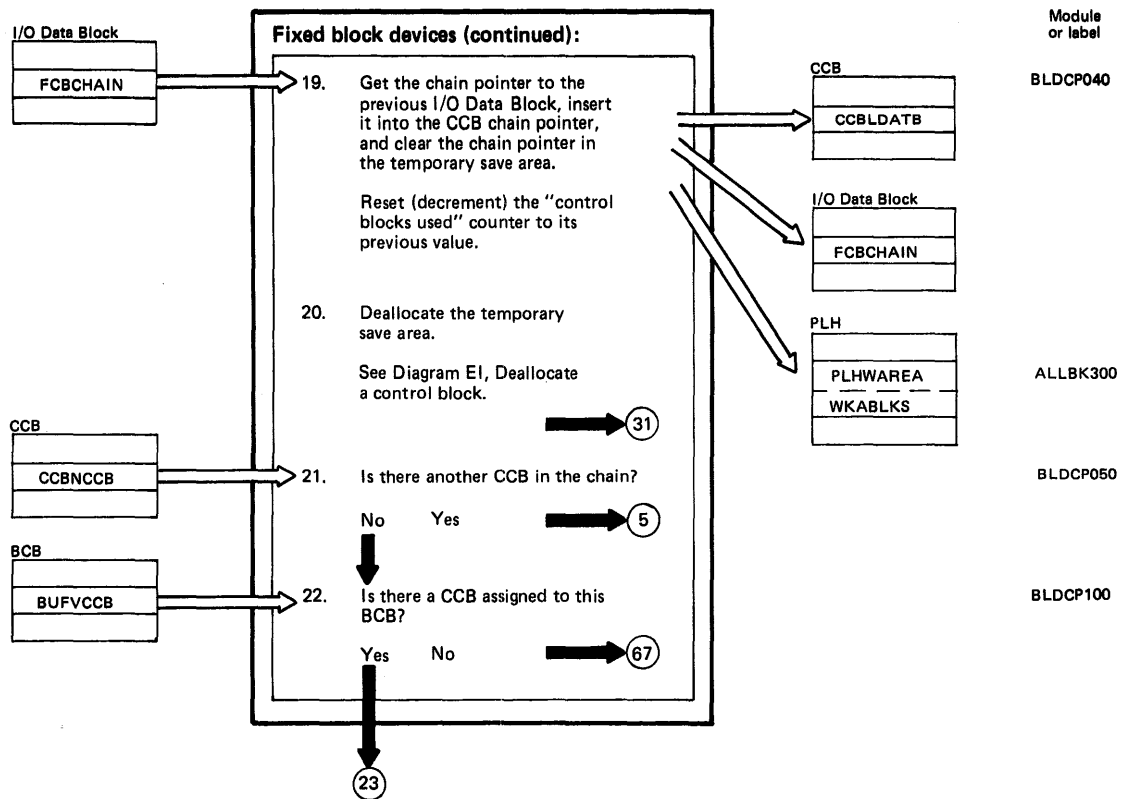 Module
or label
I/O Data Block
FCBCHAIN
Fixed block devices (continued):
19. Get the chain pointer to the
previous I/O Data Block, insert
it into the CCB chain pointer,
and clear the chain pointer in
the temporary save area.
Reset (decrement) the "control
blocks used" counter to its
previous value.
CCB
CCBLDATB
BLDCP040
I/O Data Block
FCBCHAIN
20. Deallocate the temporary
save area.
See Diagram EI, Deallocate
a control block.
31
PLH
PLHWAREA
WKABLKS
ALLBK300
CCB
CCBNCCB
21. Is there another CCB in the chain?
No Yes 5
BLDCP050
BCB
BUFVCCB
22. Is there a CCB assigned to this
BCB?
Yes No 67
BLDCP100
23